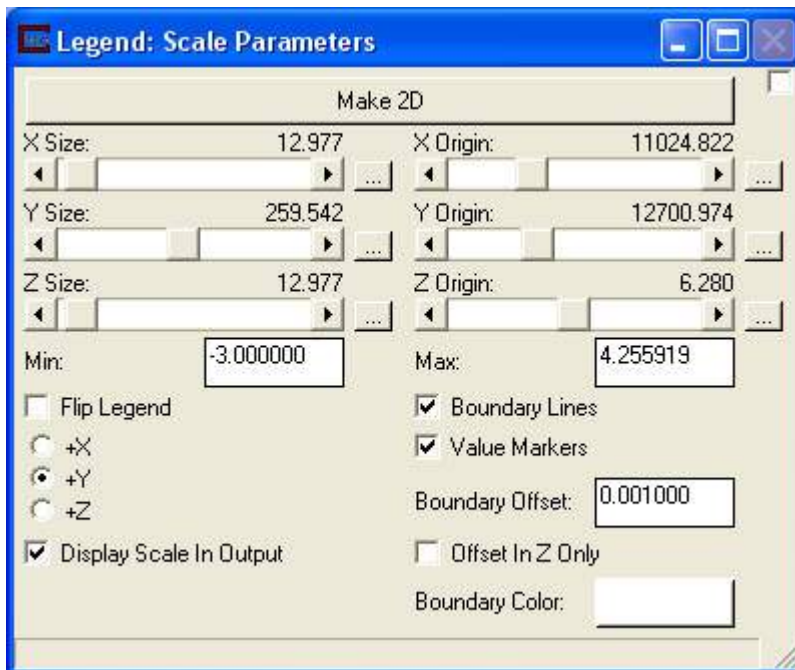 Legend: Scale Parameters
Make 2D
X Size: 12.977 X Origin: 11024.822
... ...
Y Size: 259.542 Y Origin: 12700.974
... ...
Z Size: 12.977 Z Origin: 6.280
... ...
Min: -3.000000 Max: 4.255919
Flip Legend Boundary Lines
+X Value Markers
+Y
+Z Boundary Offset: 0.001000
Display Scale In Output Offset In Z Only
Boundary Color: